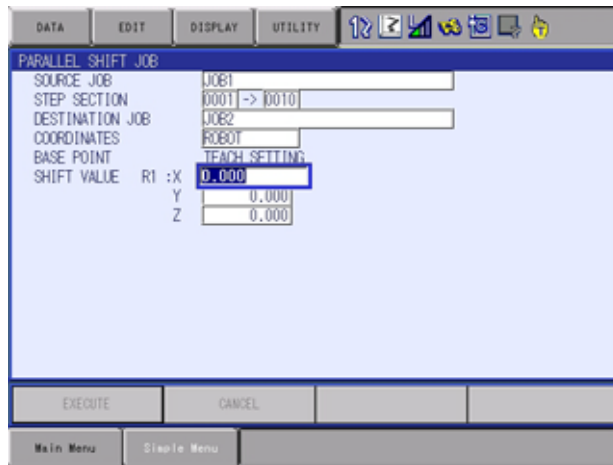 DATA EDIT DISPLAY UTILITY
PARALLEL SHIFT JOB
SOURCE JOB JOB1
STEP SECTION 0001 -> 0010
DESTINATION JOB JOB2
COORDINATES ROBOT
BASE POINT TEACH SETTING
SHIFT VALUE R1 :X 0.000
Y 0.000
Z 0.000
EXECUTE CANCEL
Main Menu Simple Menu